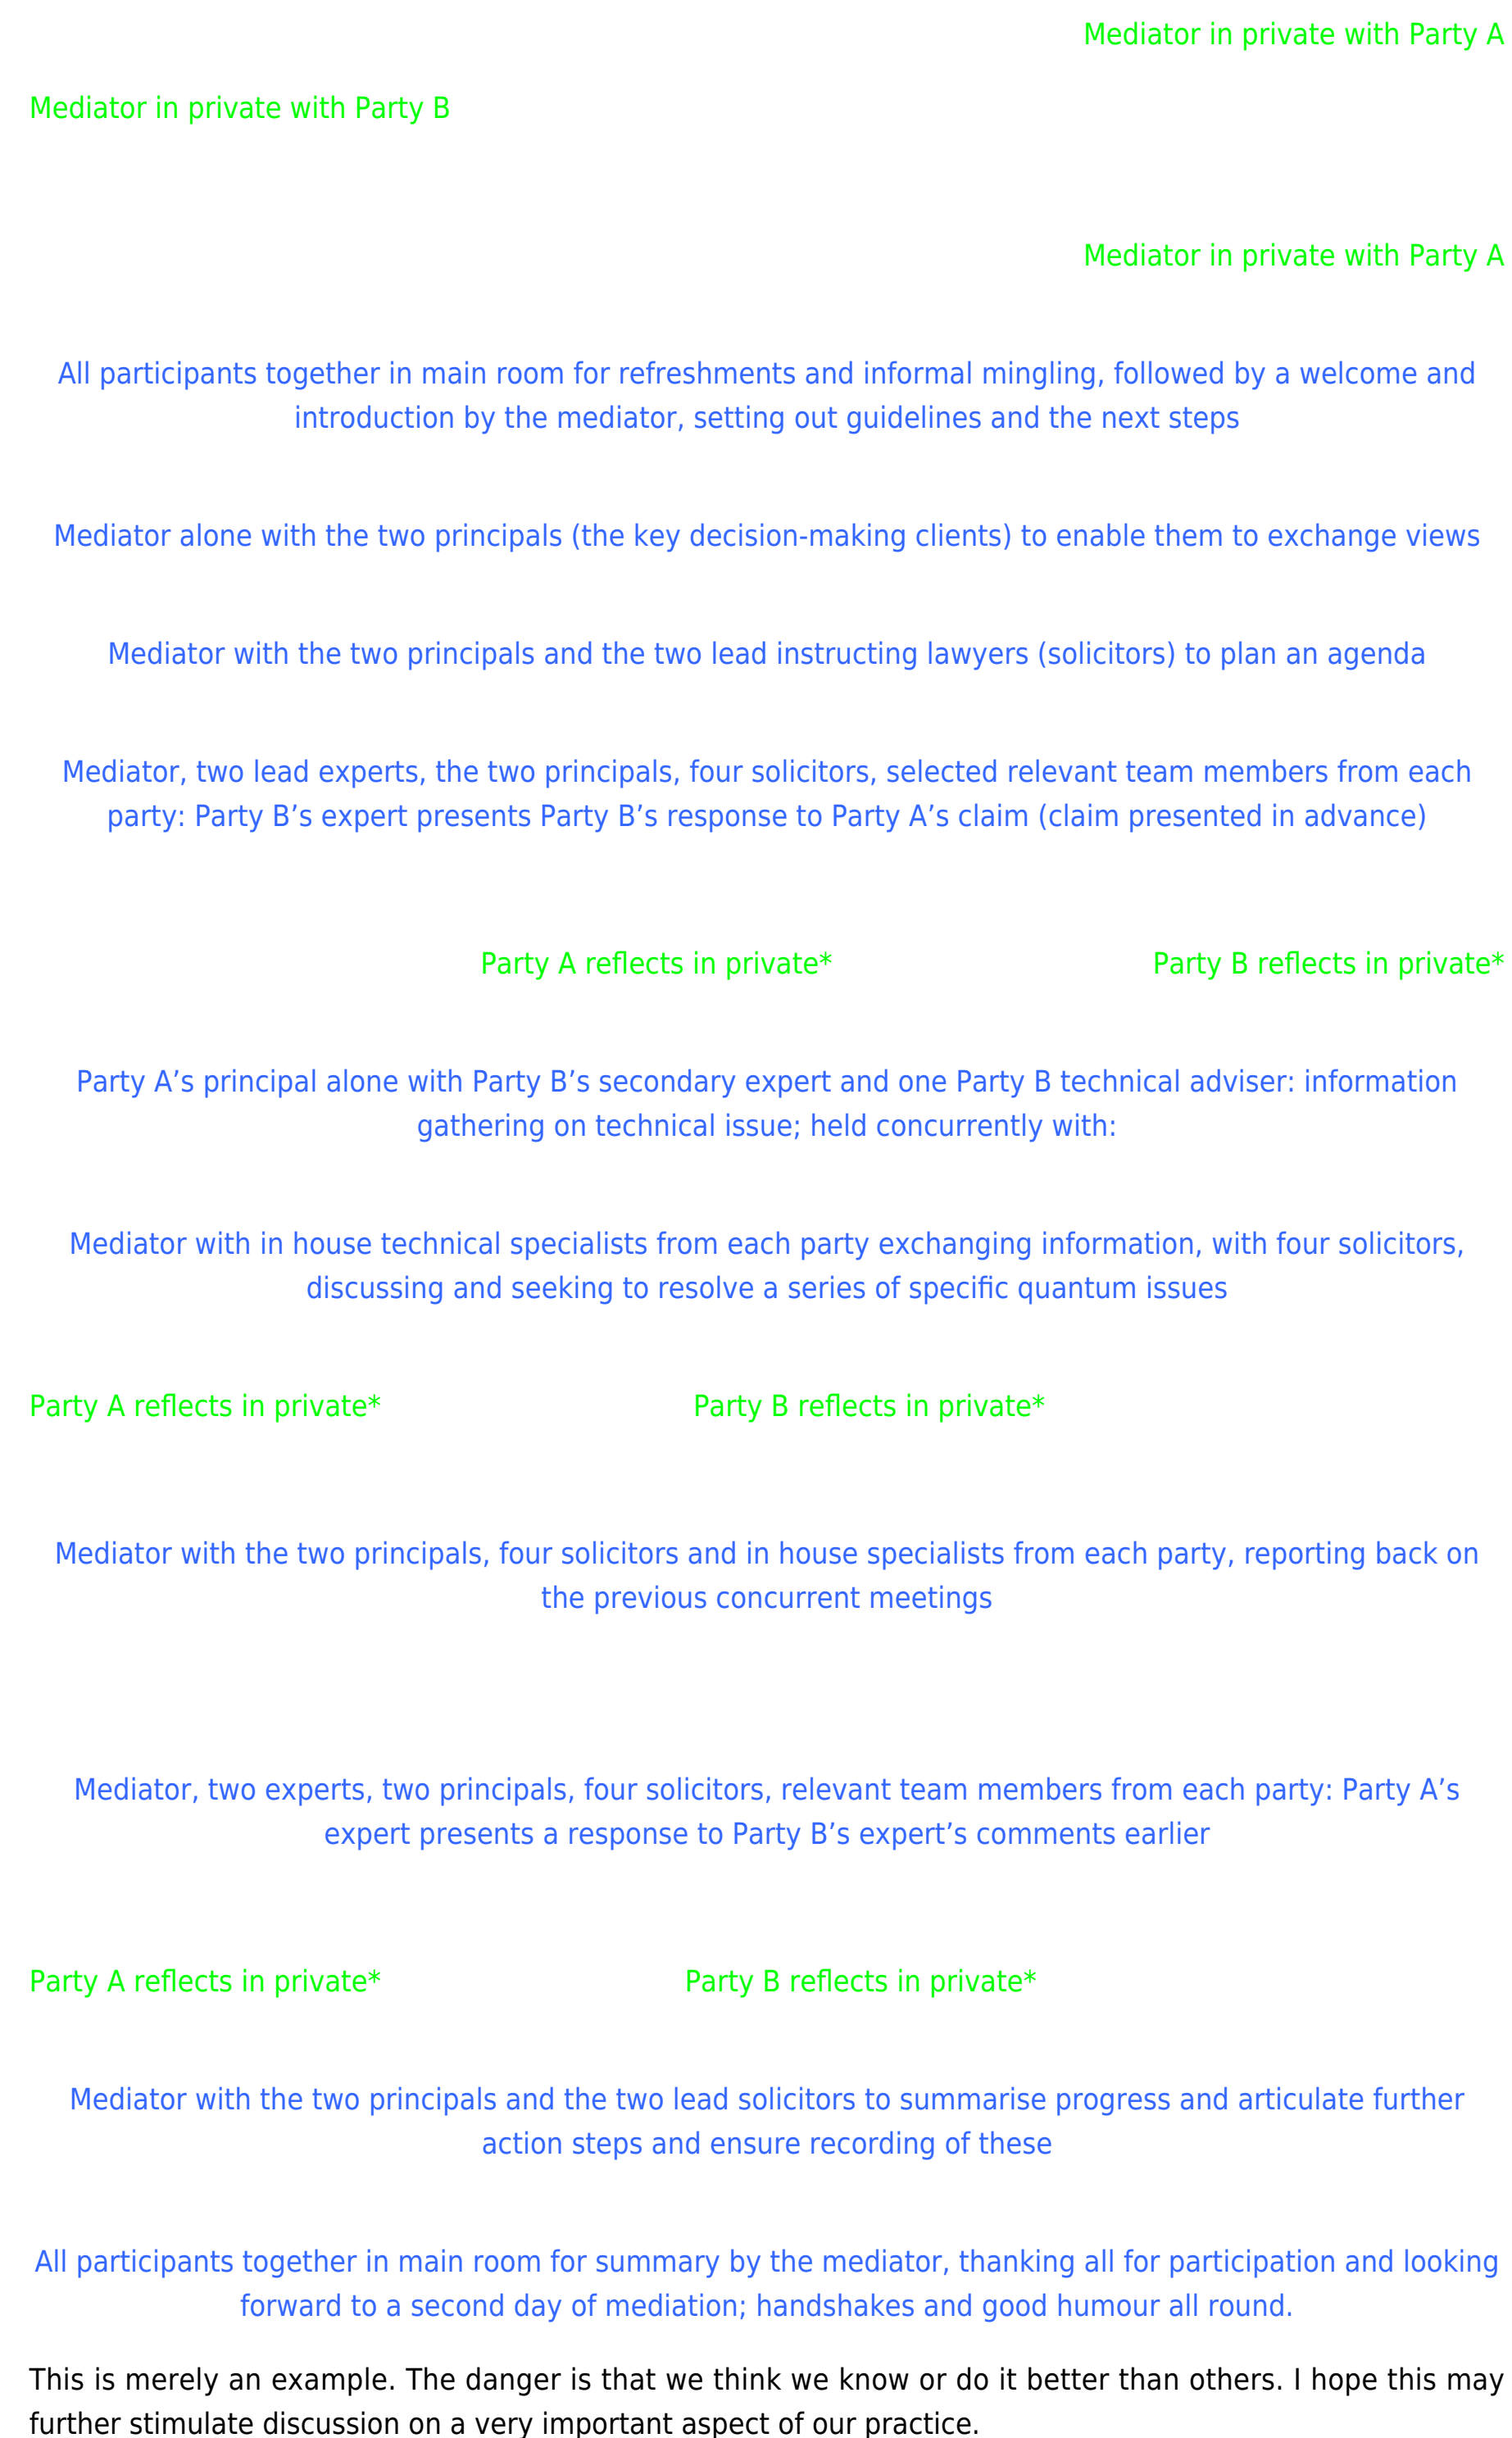 Mediator in private with Party A
Mediator in private with Party B
Mediator in private with Party A
All participants together in main room for refreshments and informal mingling, followed by a welcome and
introduction by the mediator, setting out guidelines and the next steps
Mediator alone with the two principals (the key decision-making clients) to enable them to exchange views
Mediator with the two principals and the two lead instructing lawyers (solicitors) to plan an agenda
Mediator, two lead experts, the two principals, four solicitors, selected relevant team members from each
party: Party B’s expert presents Party B’s response to Party A’s claim (claim presented in advance)
Party A reflects in private* Party B reflects in private*
Party A’s principal alone with Party B’s secondary expert and one Party B technical adviser: information
gathering on technical issue; held concurrently with:
Mediator with in house technical specialists from each party exchanging information, with four solicitors,
discussing and seeking to resolve a series of specific quantum issues
Party A reflects in private* Party B reflects in private*
Mediator with the two principals, four solicitors and in house specialists from each party, reporting back on
the previous concurrent meetings
Mediator, two experts, two principals, four solicitors, relevant team members from each party: Party A’s
expert presents a response to Party B’s expert’s comments earlier
Party A reflects in private* Party B reflects in private*
Mediator with the two principals and the two lead solicitors to summarise progress and articulate further
action steps and ensure recording of these
All participants together in main room for summary by the mediator, thanking all for participation and looking
forward to a second day of mediation; handshakes and good humour all round.
This is merely an example. The danger is that we think we know or do it better than others. I hope this may
further stimulate discussion on a very important aspect of our practice.